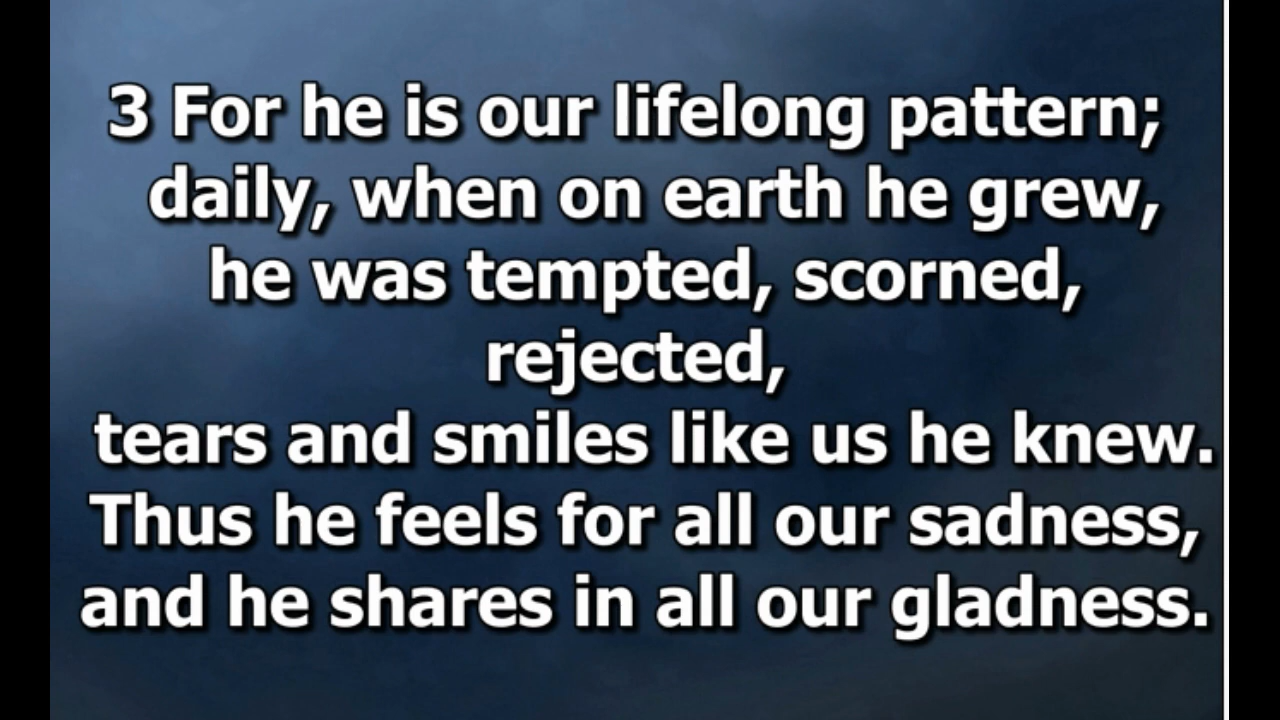 3 For he is our lifelong pattern;
daily, when on earth he grew,
he was tempted, scorned,
rejected,
tears and smiles like us he knew.
Thus he feels for all our sadness,
and he shares in all our gladness.